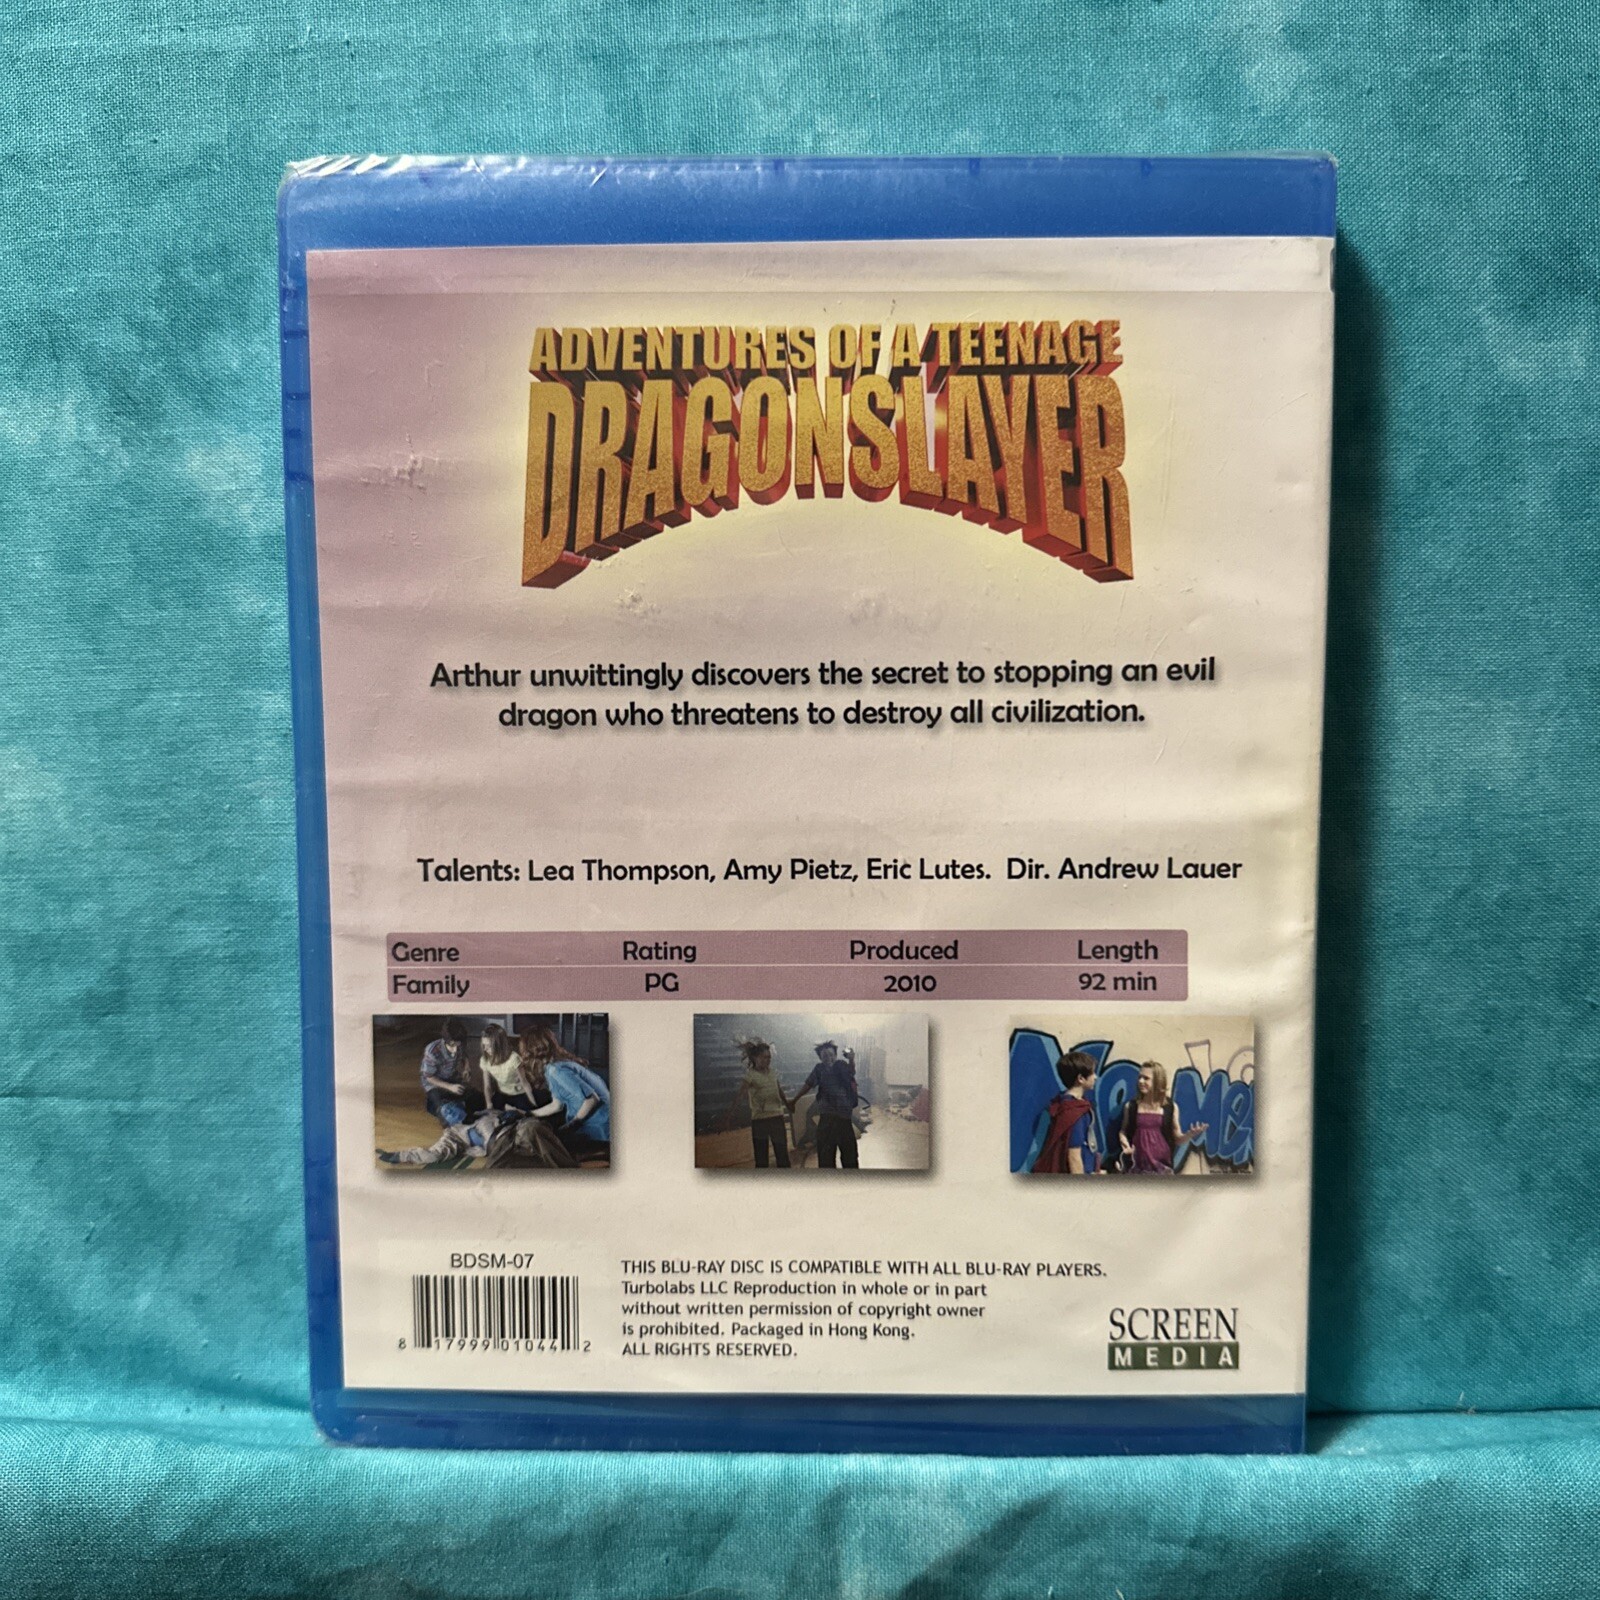 ADVENTURES OF A TEENAGE
DRAGONSLAYER
Arthur unwittingly discovers the secret to stopping an evil
dragon who threatens to destroy all civilization.
Talents: Lea Thompson, Amy Pietz, Eric Lutes. Dir. Andrew Lauer
Genre Rating Produced Length
Family PG 2010 92 min
BDSM-07
8 17999 01044 2
THIS BLU-RAY DISC IS COMPATIBLE WITH ALL BLU-RAY PLAYERS.
Turbolabs LLC Reproduction in whole or in part
without written permission of copyright owner
is prohibited. Packaged in Hong Kong.
ALL RIGHTS RESERVED.
SCREEN
MEDIA